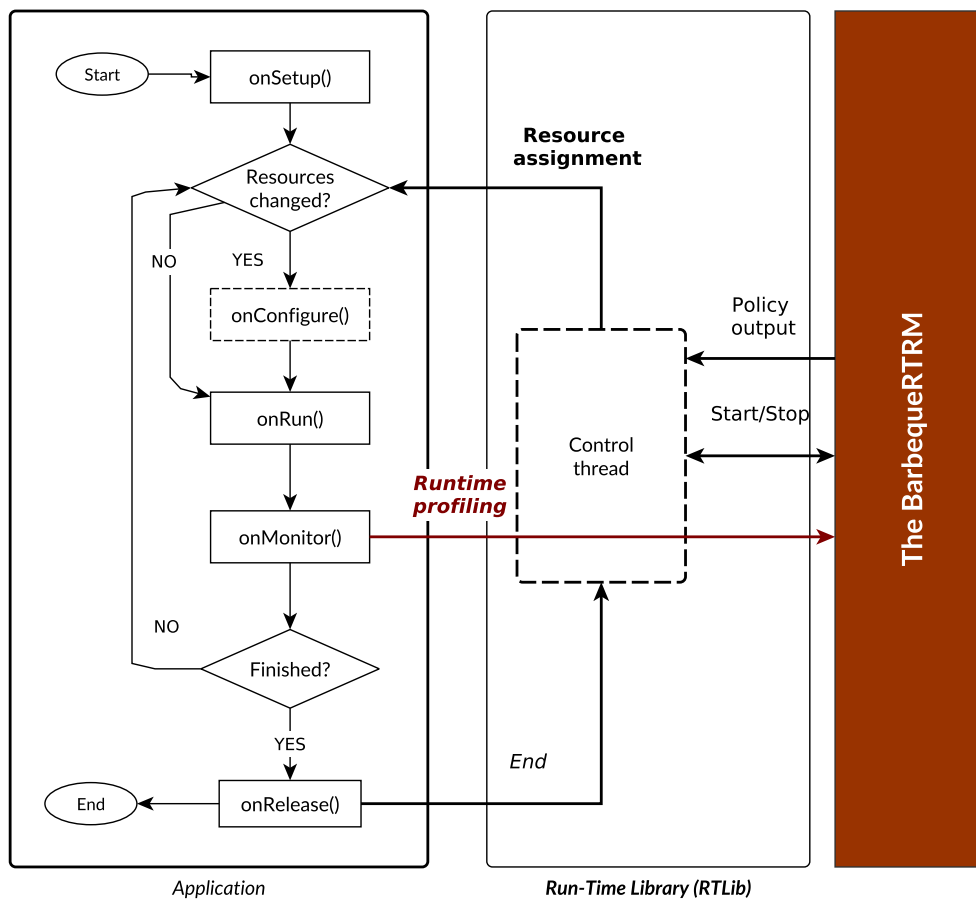 Start
onSetup()
Resources
changed?
NO
YES
onConfigure()
onRun()
onMonitor()
NO
Finished?
YES
End
onRelease()
Application
Resource
assignment
Runtime
profiling
Control
thread
Policy
output
Start/Stop
End
Run-Time Library (RTLib)
The BarbequeRTRM